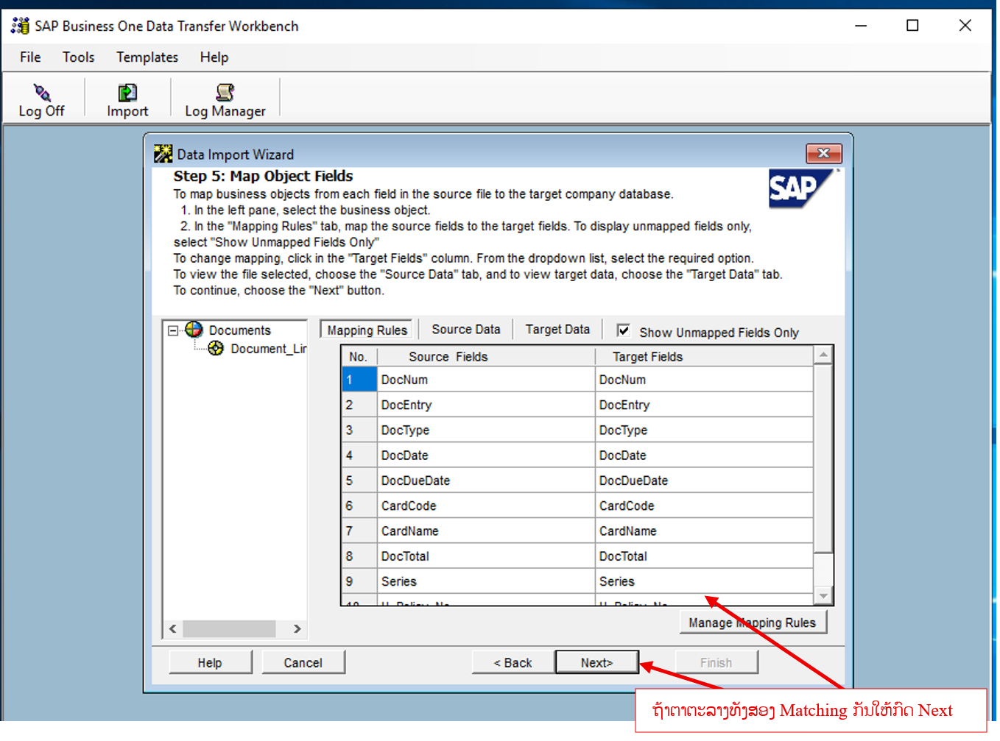 SAP Business One Data Transfer Workbench
File Tools Templates Help
Log Off Import Log Manager
Data Import Wizard
Step 5: Map Object Fields
SAP
To map business objects from each field in the source file to the target company database.
1. In the left pane, select the business object.
2. In the "Mapping Rules" tab, map the source fields to the target fields. To display unmapped fields only,
select "Show Unmapped Fields Only"
To change mapping, click in the "Target Fields" column. From the dropdown list, select the required option.
To view the file selected, choose the "Source Data" tab, and to view target data, choose the "Target Data" tab.
To continue, choose the "Next" button.
Documents
Document_Lin
Mapping Rules Source Data Target Data Show Unmapped Fields Only
No. Source Fields Target Fields
1 DocNum DocNum
2 DocEntry DocEntry
3 DocType DocType
4 DocDate DocDate
5 DocDueDate DocDueDate
6 CardCode CardCode
7 CardName CardName
8 DocTotal DocTotal
9 Series Series
10 U_Policy_No U_Policy_No
Manage Mapping Rules
Help Cancel < Back Next> Finish
ຖ້າຕາຕະລາງທັງສອງ Matching ກັນໃຫ້ກົດ Next